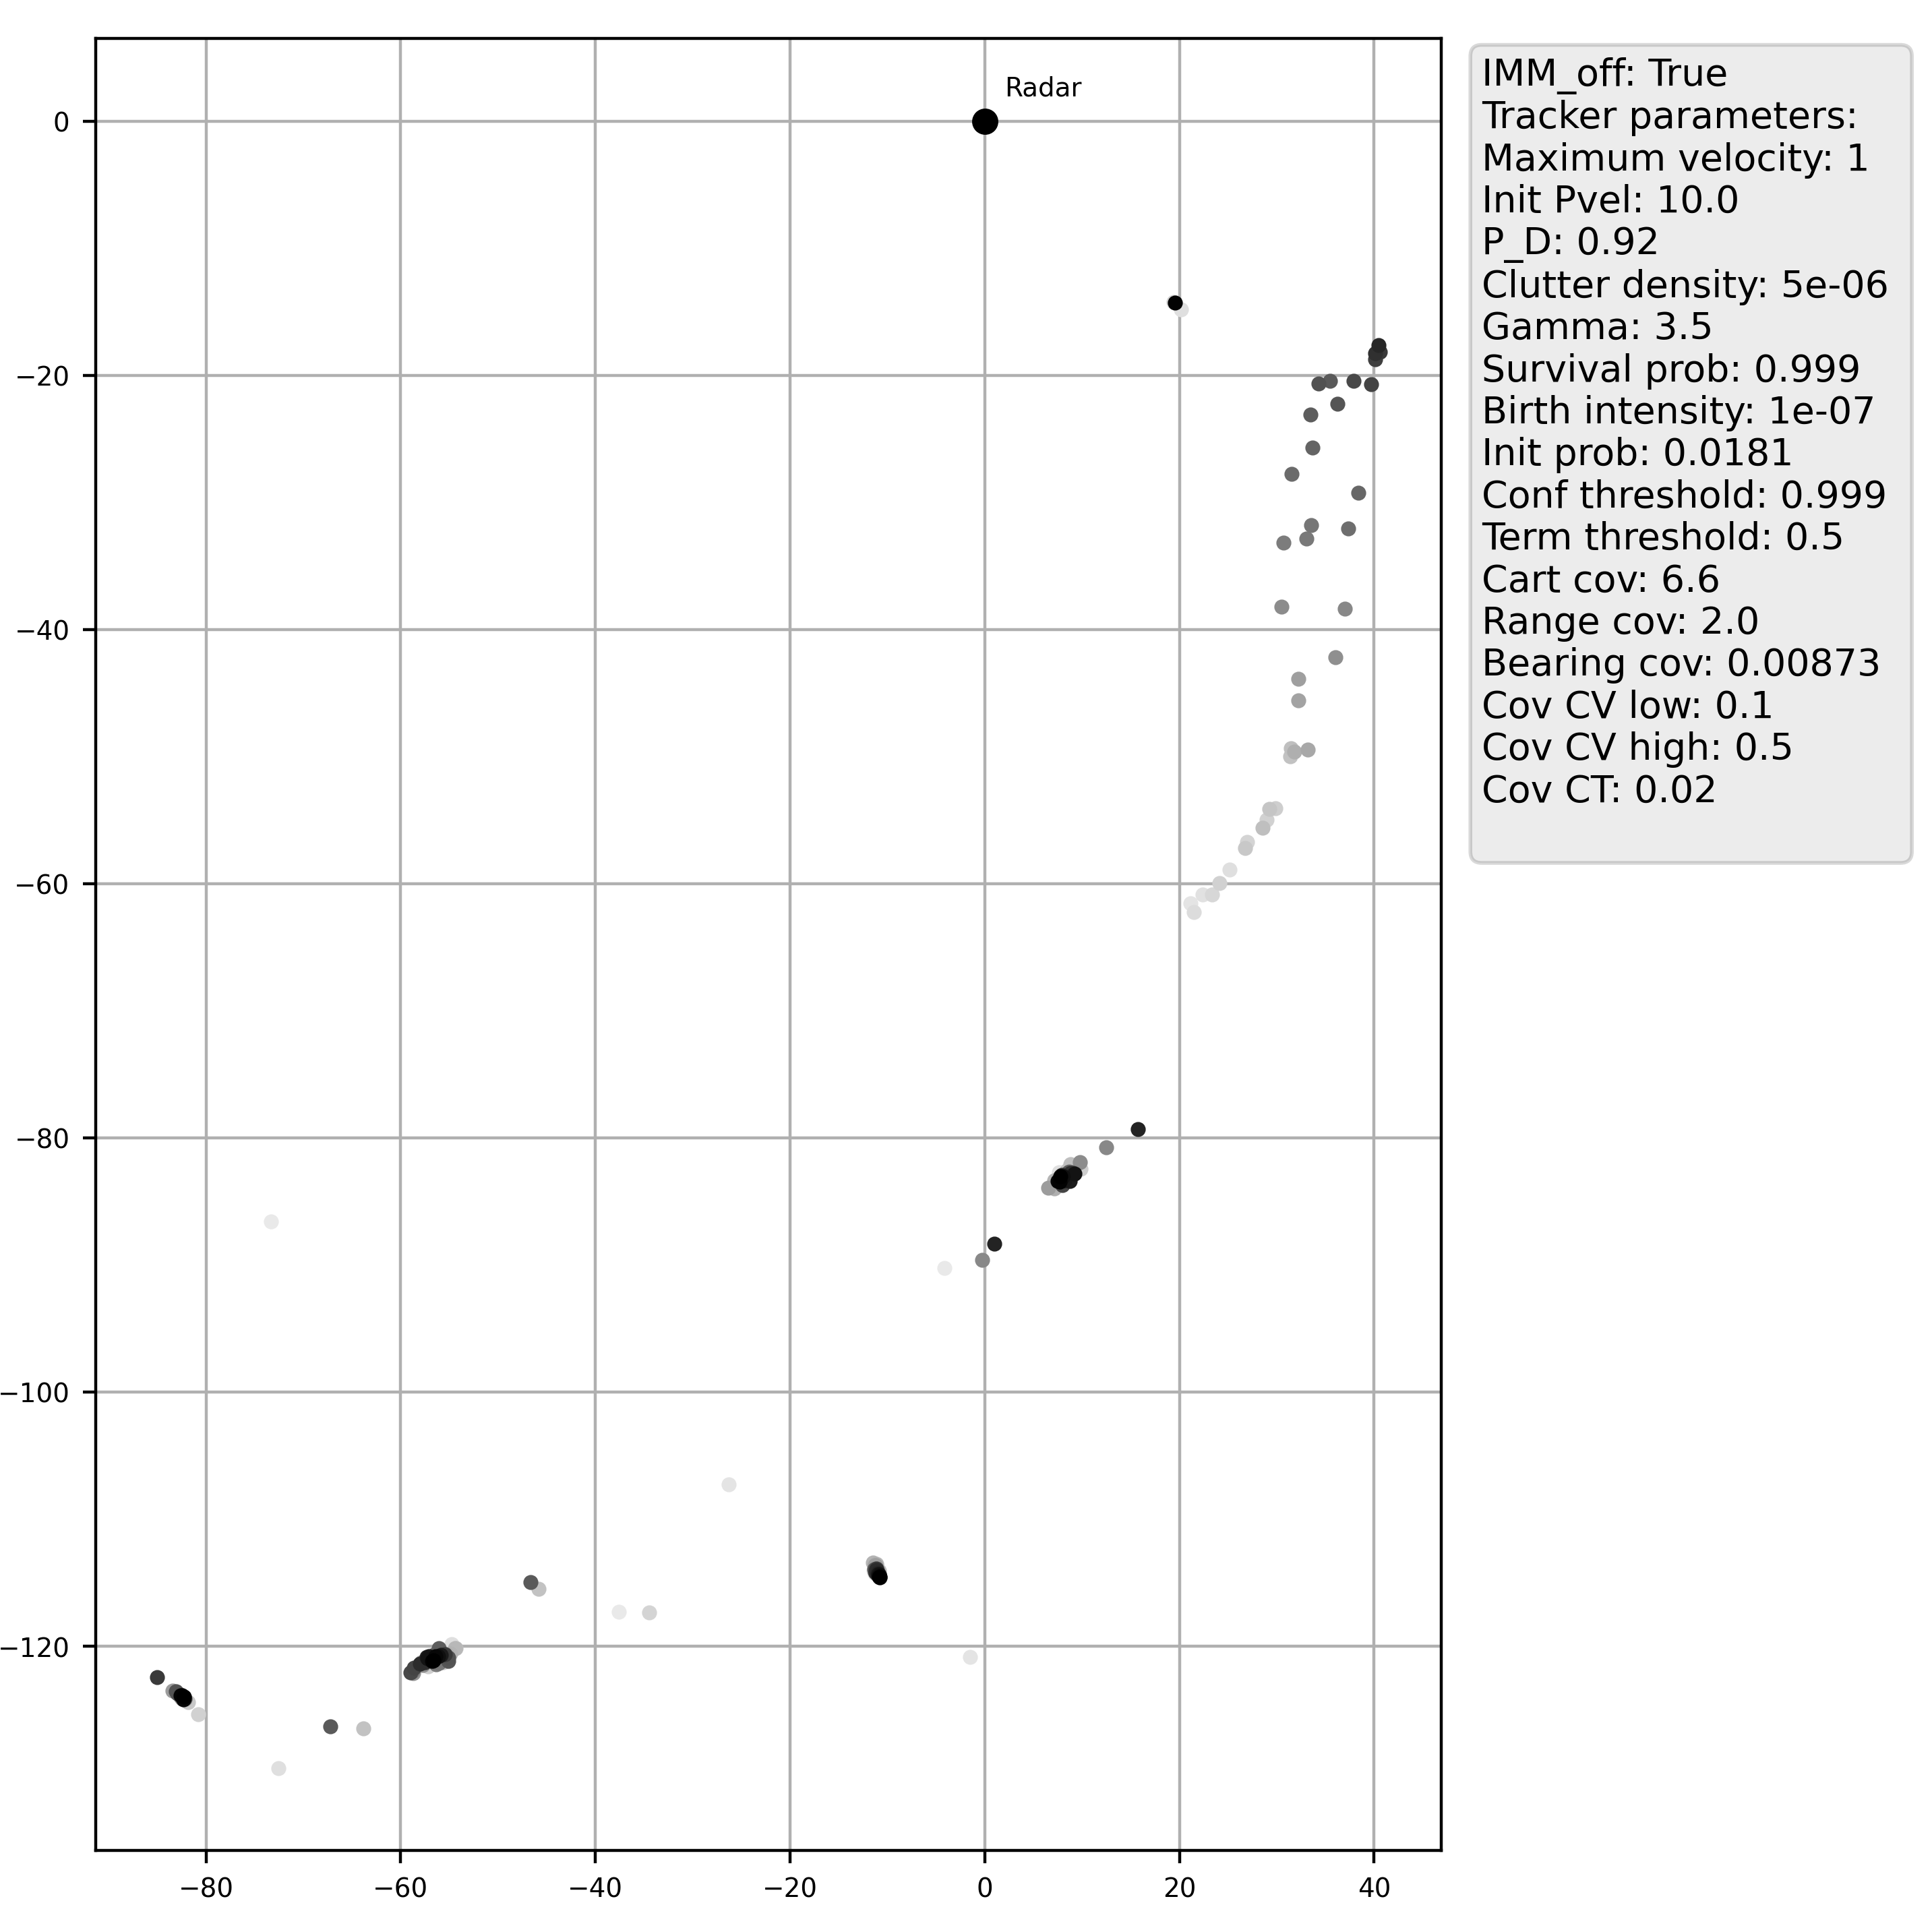 Radar
0
−20
−40
−60
−80
−100
−120
−80
−60
−40
−20
0
20
40
IMM_off: True
Tracker parameters:
Maximum velocity: 1
Init Pvel: 10.0
P_D: 0.92
Clutter density: 5e-06
Gamma: 3.5
Survival prob: 0.999
Birth intensity: 1e-07
Init prob: 0.0181
Conf threshold: 0.999
Term threshold: 0.5
Cart cov: 6.6
Range cov: 2.0
Bearing cov: 0.00873
Cov CV low: 0.1
Cov CV high: 0.5
Cov CT: 0.02